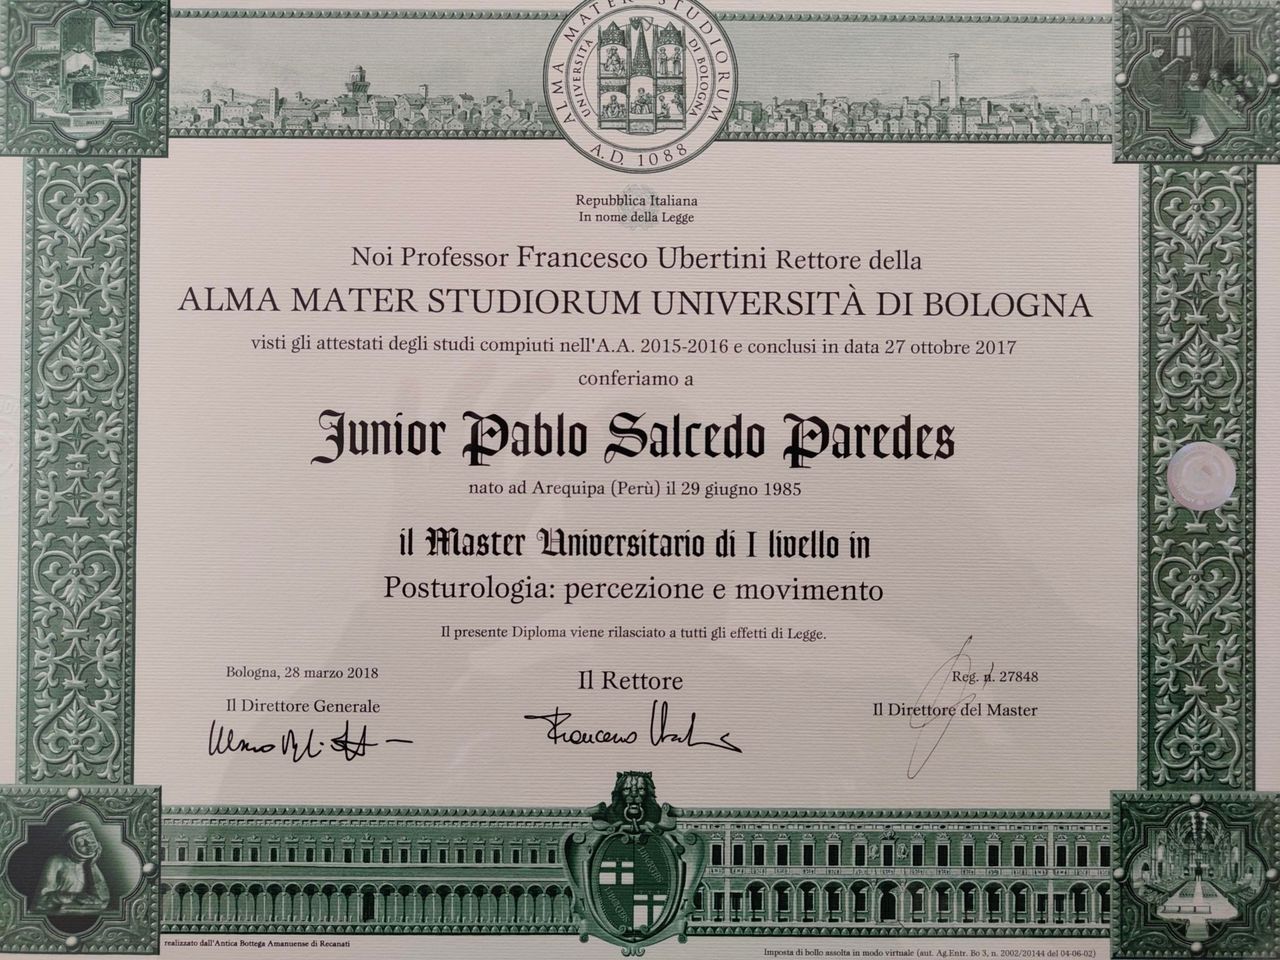 ALMA MATER STUDIORUM
UNIVERSITÀ DI BOLOGNA
A.D. 1088
Repubblica Italiana
In nome della Legge
Noi Professor Francesco Ubertini Rettore della
ALMA MATER STUDIORUM UNIVERSITÀ DI BOLOGNA
visti gli attestati degli studi compiuti nell'A.A. 2015-2016 e conclusi in data 27 ottobre 2017
conferiamo a
Junior Pablo Salcedo Paredes
nato ad Arequipa (Perù) il 29 giugno 1985
il Master Universitario di I livello in
Posturologia: percezione e movimento
Il presente Diploma viene rilasciato a tutti gli effetti di Legge.
Bologna, 28 marzo 2018
Il Rettore
Reg. n. 27848
Il Direttore Generale
Il Direttore del Master
realizzato dall'Antica Bottega Amanuense di Recanati
Imposta di bollo assolta in modo virtuale (aut. Ag.Entr. Bo 3, n. 2002/20144 del 04-06-02)